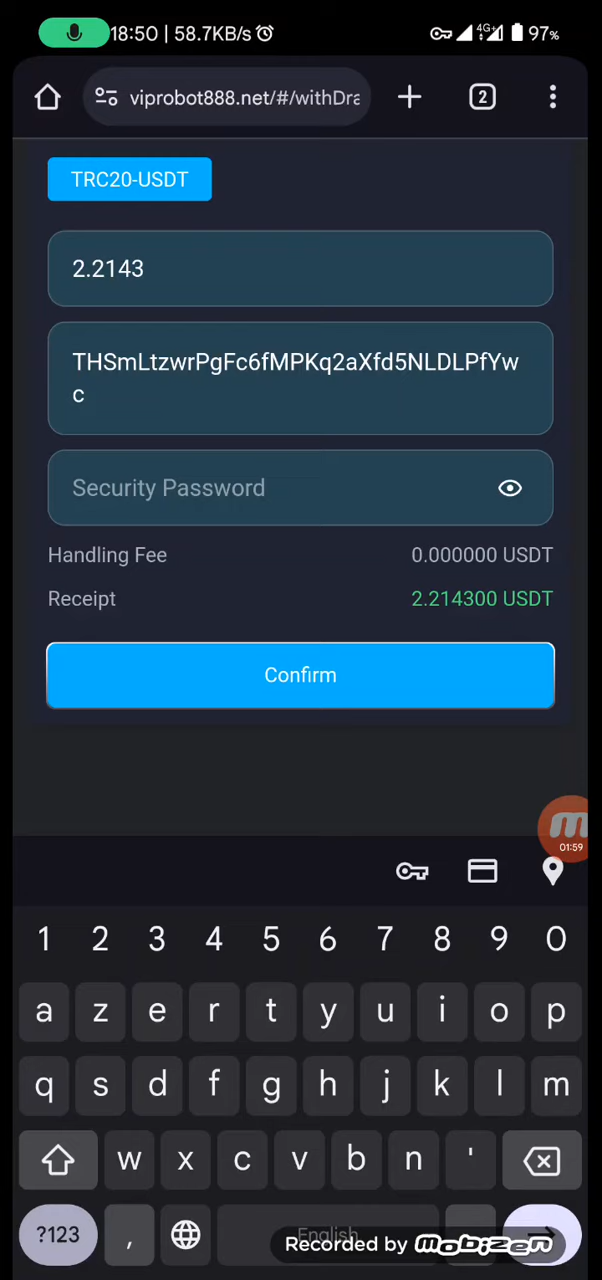 18:50 | 58.7KB/s 4G+ 97%
viprobot888.net/#/withDra 2
TRC20-USDT
2.2143
THSmLtzwrPgFc6fMPKq2aXfd5NLDLPfYw
c
Security Password
Handling Fee 0.000000 USDT
Receipt 2.214300 USDT
Confirm
01:59
1 2 3 4 5 6 7 8 9 0
a z e r t y u i o p
q s d f g h j k l m
w x c v b n '
?123 , English
Recorded by mobizen